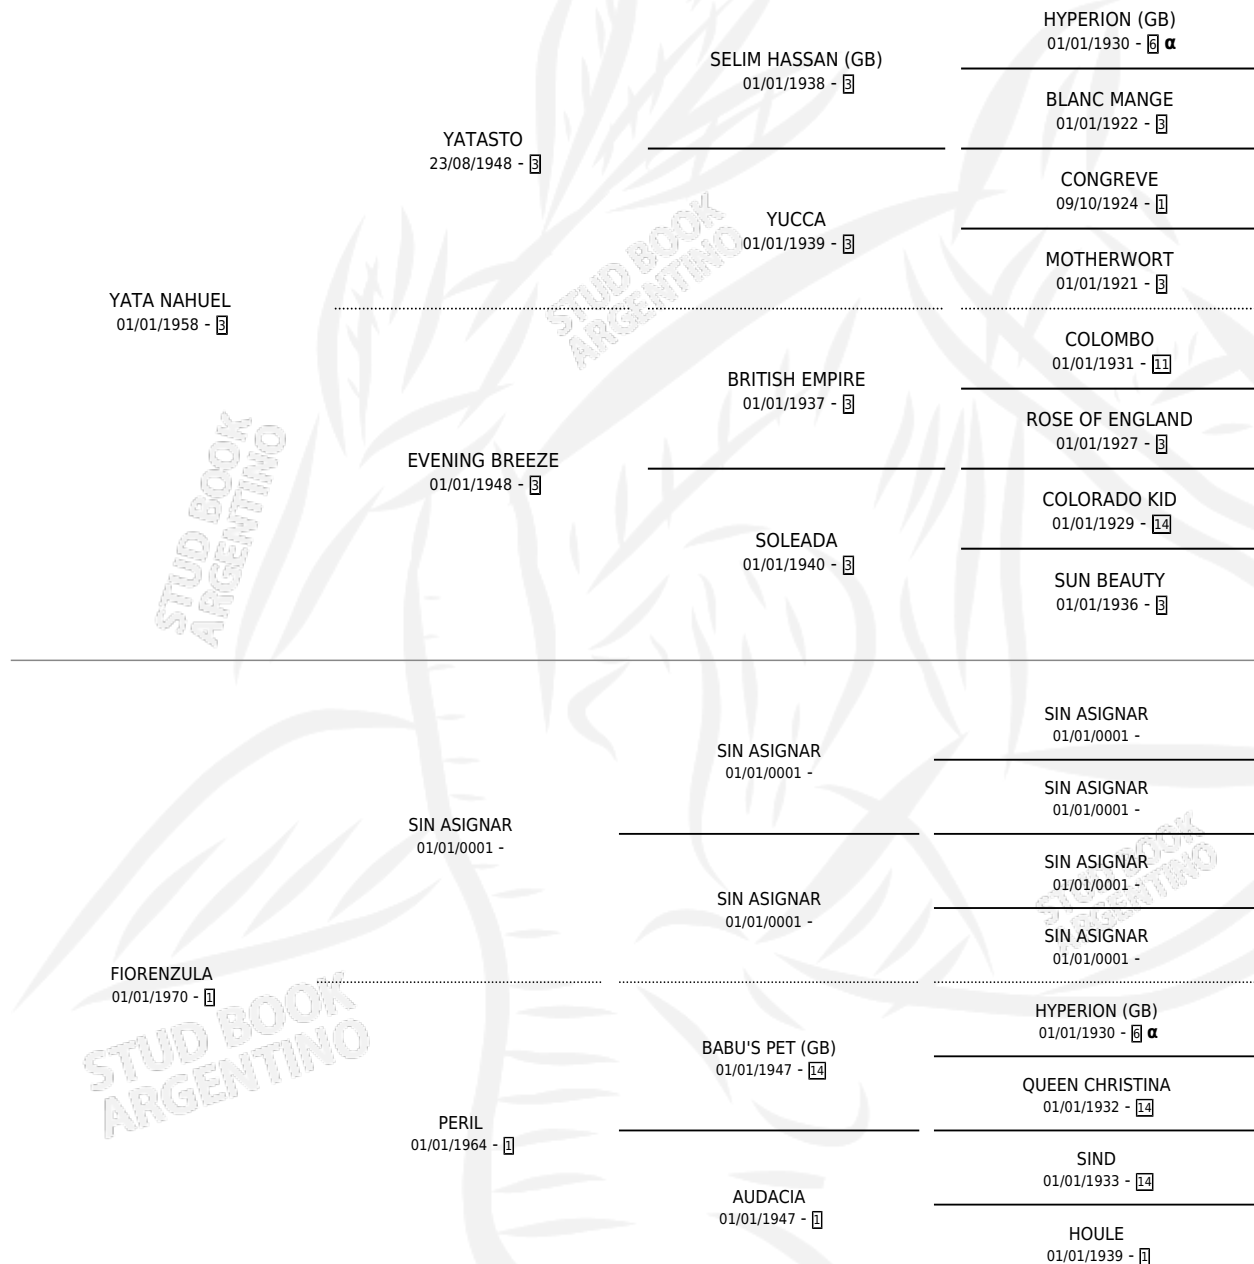 HYPERION (GB)
01/01/1930 - 6 α
SELIM HASSAN (GB)
01/01/1938 - 3
BLANC MANGE
01/01/1922 - 3
YATASTO
23/08/1948 - 3
CONGREVE
09/10/1924 - 1
YUCCA
01/01/1939 - 3
MOTHERWORT
01/01/1921 - 3
YATA NAHUEL
01/01/1958 - 3
COLOMBO
01/01/1931 - 11
BRITISH EMPIRE
01/01/1937 - 3
ROSE OF ENGLAND
01/01/1927 - 3
EVENING BREEZE
01/01/1948 - 3
COLORADO KID
01/01/1929 - 14
SOLEADA
01/01/1940 - 3
SUN BEAUTY
01/01/1936 - 3
SIN ASIGNAR
01/01/0001 -
SIN ASIGNAR
01/01/0001 -
SIN ASIGNAR
01/01/0001 -
SIN ASIGNAR
01/01/0001 -
SIN ASIGNAR
01/01/0001 -
SIN ASIGNAR
01/01/0001 -
SIN ASIGNAR
01/01/0001 -
FIORENZULA
01/01/1970 - 1
HYPERION (GB)
01/01/1930 - 6 α
BABU'S PET (GB)
01/01/1947 - 14
QUEEN CHRISTINA
01/01/1932 - 14
PERIL
01/01/1964 - 1
SIND
01/01/1933 - 14
AUDACIA
01/01/1947 - 1
HOULE
01/01/1939 - 1
STUD BOOK
ARGENTINO
STUD BOOK
ARGENTINO
STUD BOOK
ARGENTINO
STUD BOOK
ARGENTINO